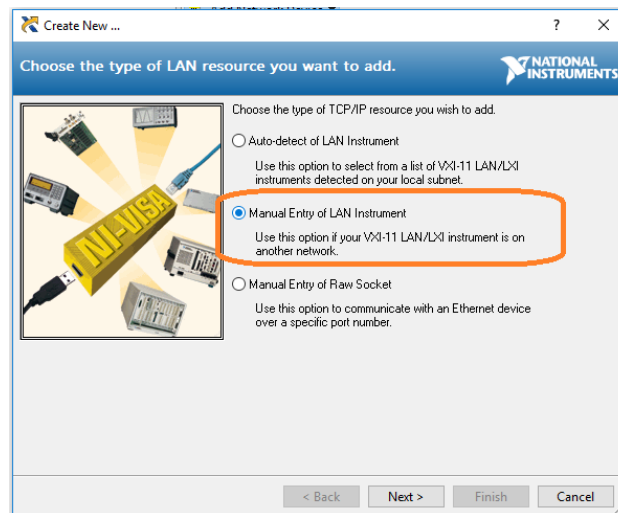 Add Network Device
Create New ...
Choose the type of LAN resource you want to add.
NATIONAL
INSTRUMENTS
Choose the type of TCP/IP resource you wish to add.
Auto-detect of LAN Instrument
Use this option to select from a list of VXI-11 LAN/LXI
instruments detected on your local subnet.
Manual Entry of LAN Instrument
Use this option if your VXI-11 LAN/LXI instrument is on
another network.
Manual Entry of Raw Socket
Use this option to communicate with an Ethernet device
over a specific port number.
NI-VISA
< Back
Next >
Finish
Cancel